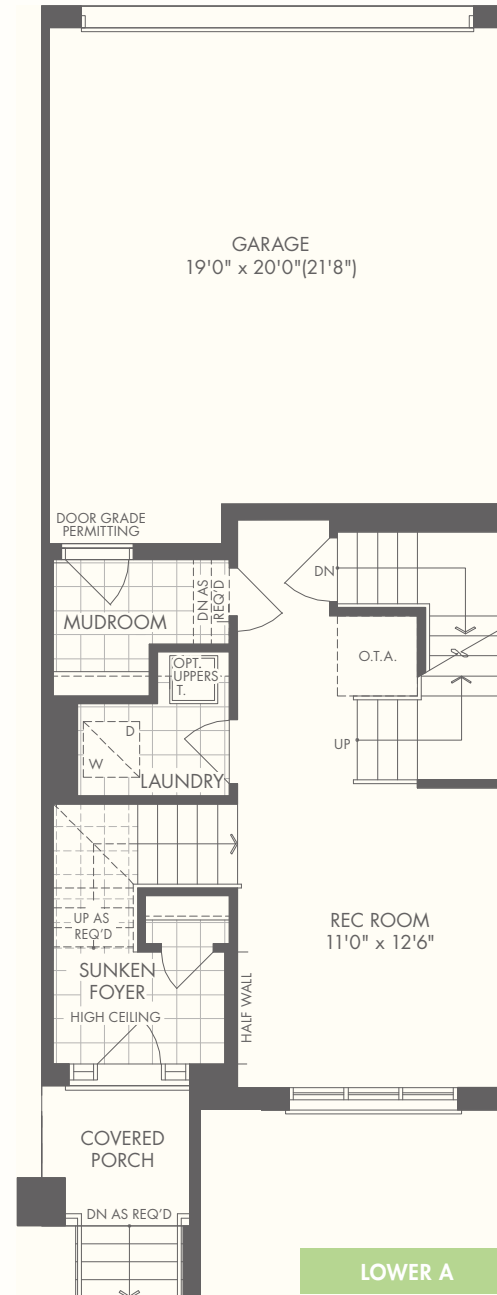 GARAGE
19'0" x 20'0"(21'8")
DOOR GRADE
PERMITTING
DN
DN AS
REQ'D
MUDROOM
O.T.A.
OPT.
UPPERS
T.
D
W
UP
LAUNDRY
UP AS
REQ'D
REC ROOM
11'0" x 12'6"
SUNKEN
FOYER
HIGH CEILING
HALF WALL
COVERED
PORCH
DN AS REQ'D
LOWER A